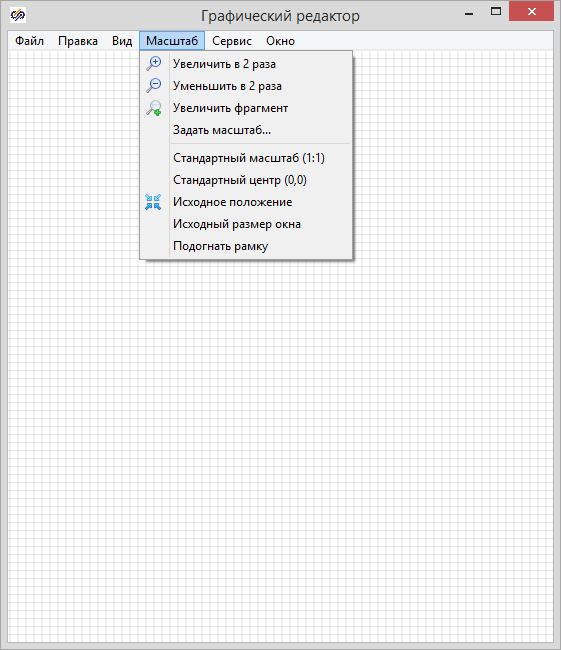 Графический редактор
Файл Правка Вид Масштаб Сервис Окно
Увеличить в 2 раза
Уменьшить в 2 раза
Увеличить фрагмент
Задать масштаб...
Стандартный масштаб (1:1)
Стандартный центр (0,0)
Исходное положение
Исходный размер окна
Подогнать рамку